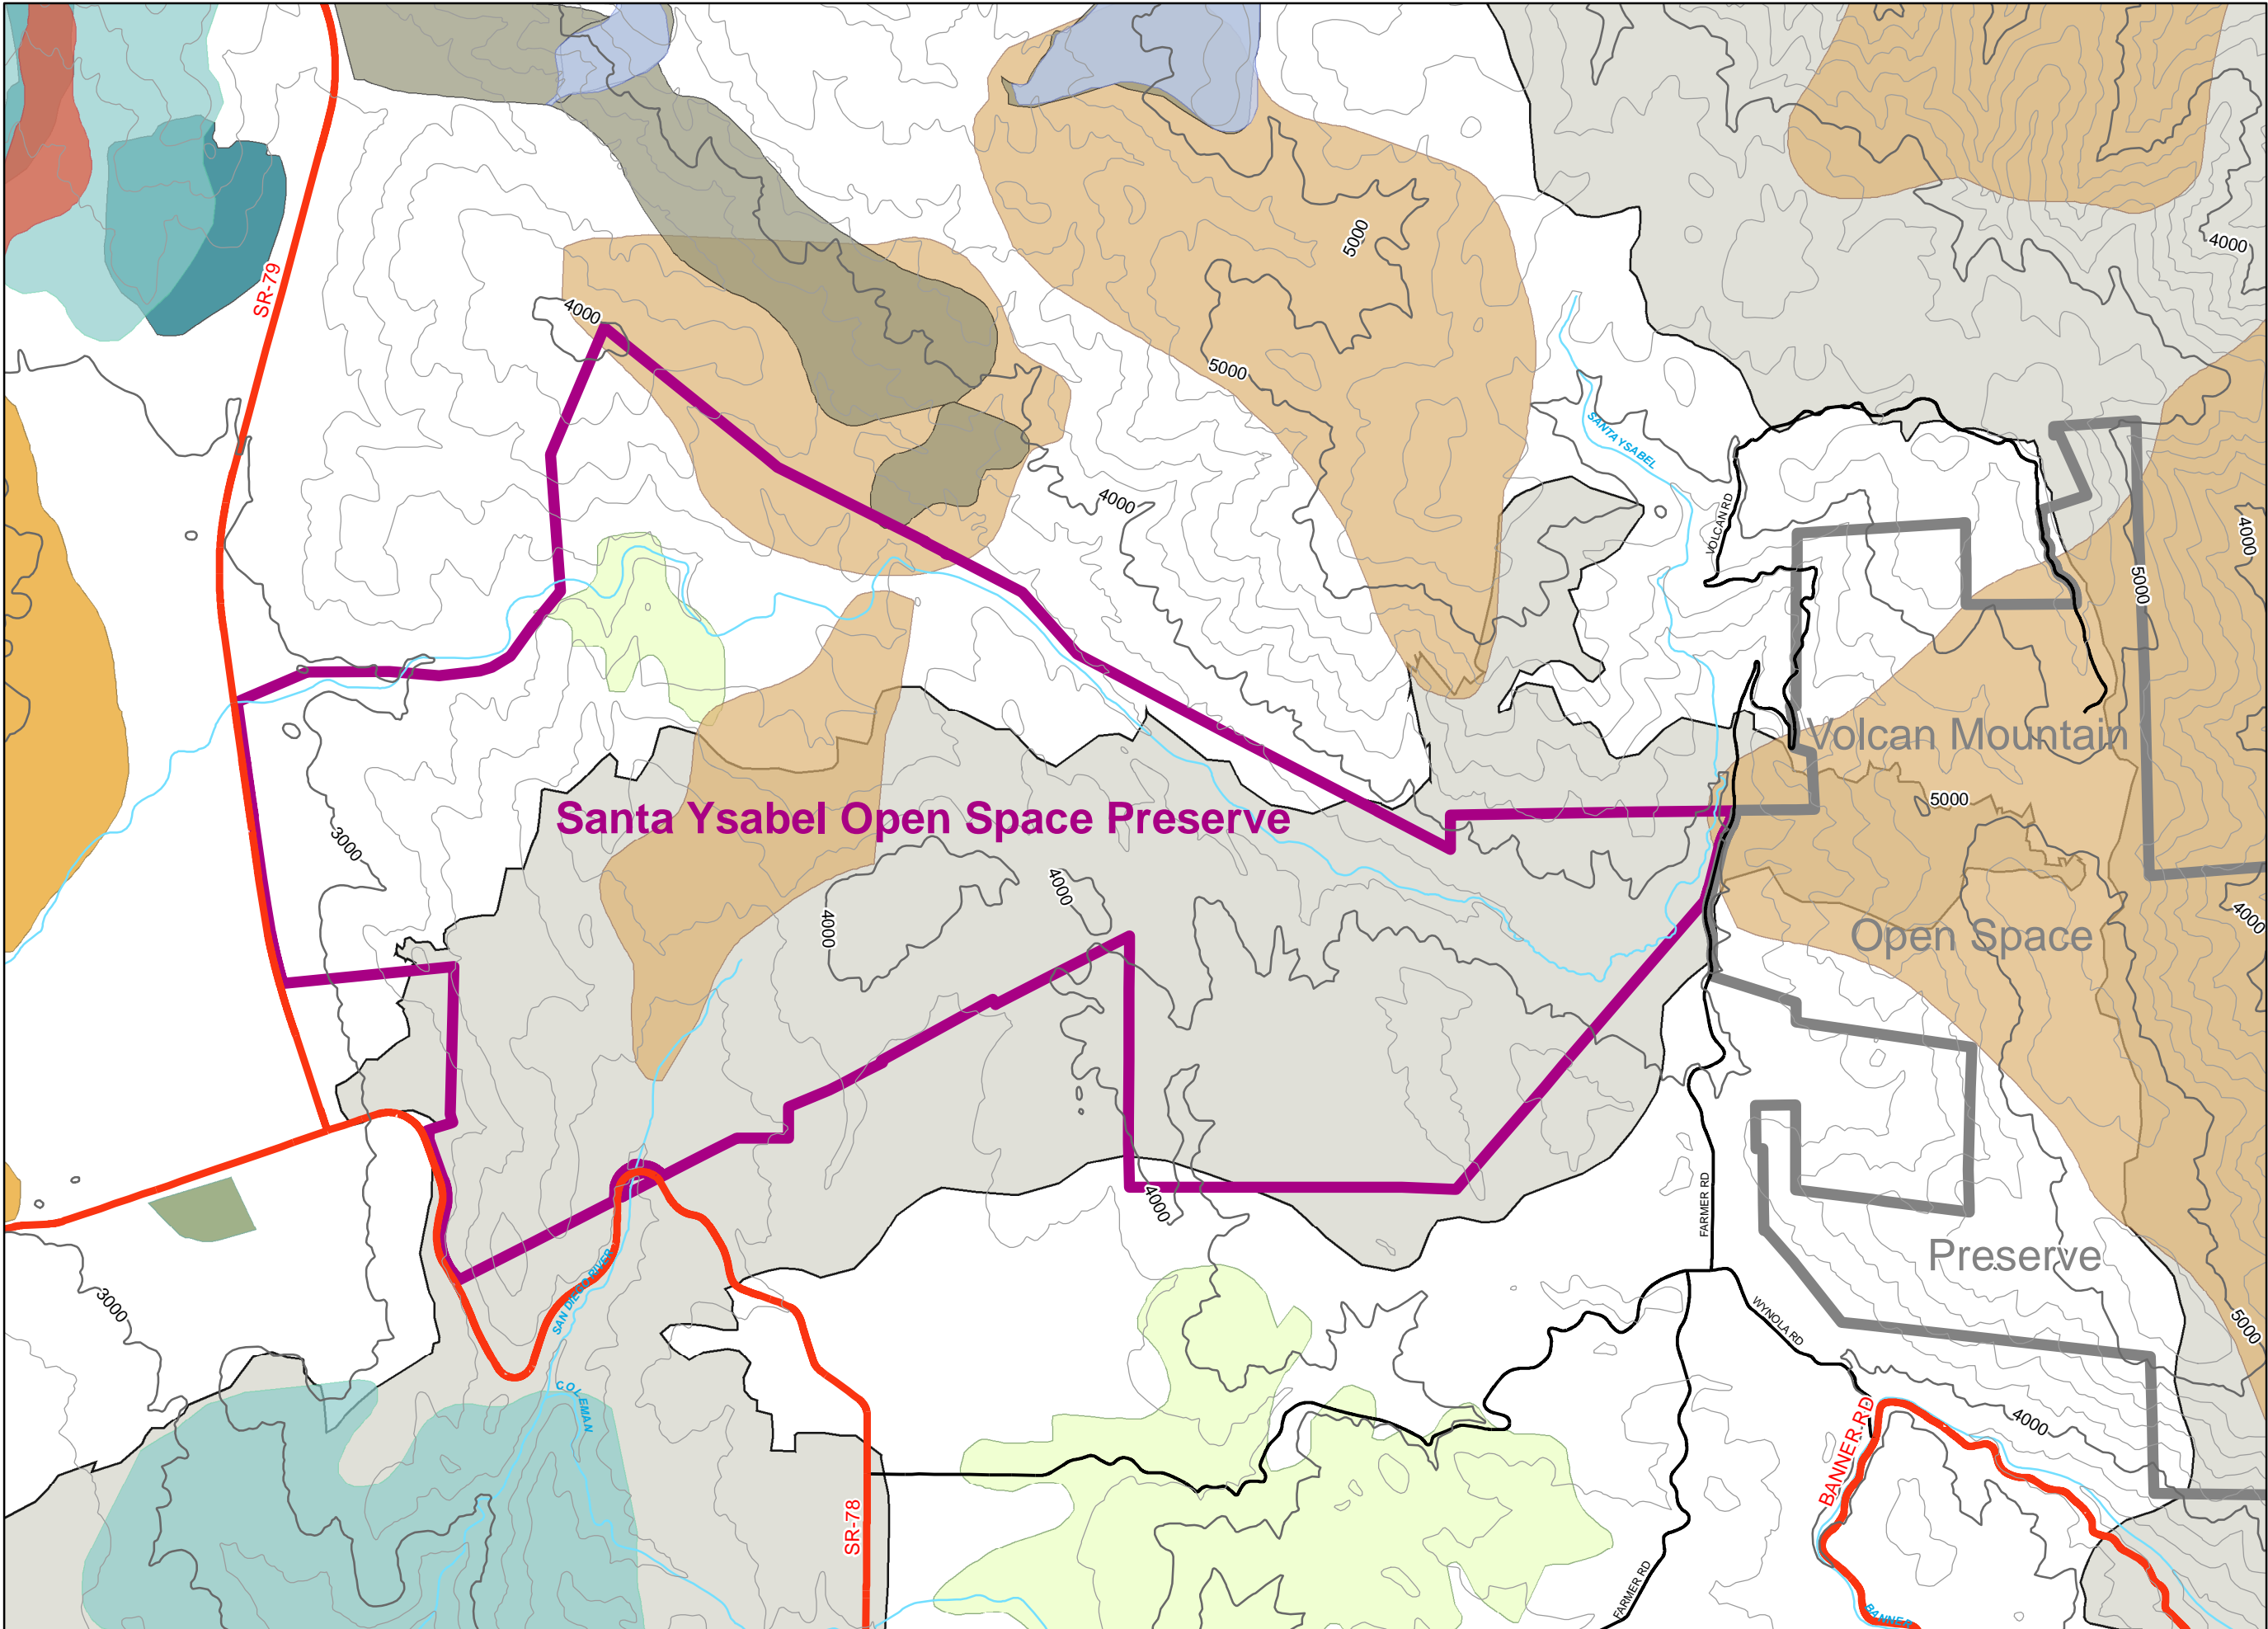 4000
5000
SR-79
4000
5000
SANTA YSABEL
4000
VOLCAN RD
4000
5000
Volcan Mountain
5000
Santa Ysabel Open Space Preserve
3000
4000
4000
4000
Open Space
4000
FARMER RD
Preserve
SAN DIEGO RIVER
3000
WYNOLA RD
5000
COLEMAN
4000
BANNER RD
SR-78
FARMER RD
BANNER